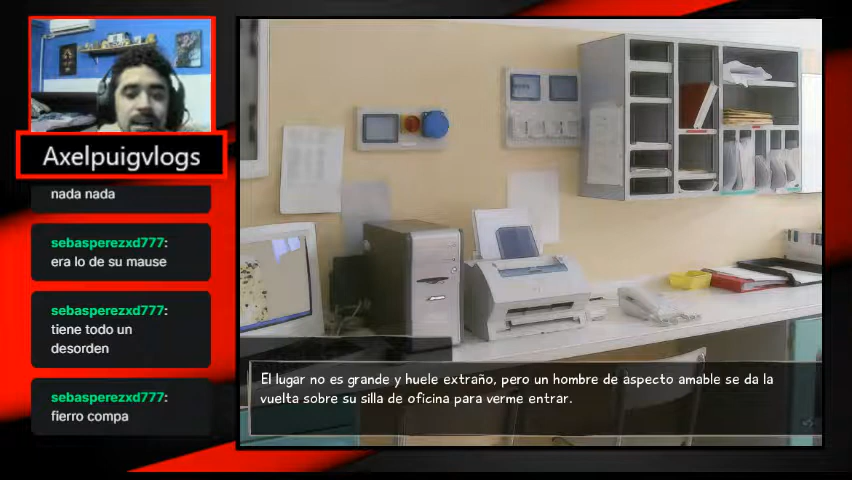 Axelpuigvlogs
nada nada
sebasperezxd777:
era lo de su mause
sebasperezxd777:
tiene todo un
desorden
sebasperezxd777:
fierro compa
El lugar no es grande y huele extraño, pero un hombre de aspecto amable se da la
vuelta sobre su silla de oficina para verme entrar.